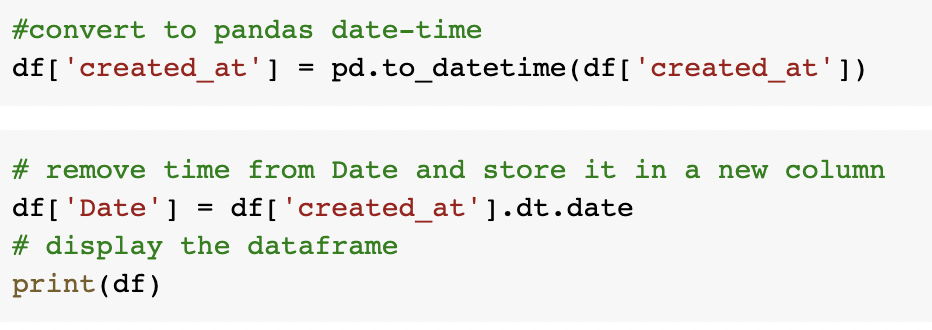 #convert to pandas date-time
df['created_at'] = pd.to_datetime(df['created_at'])
# remove time from Date and store it in a new column
df['Date'] = df['created_at'].dt.date
# display the dataframe
print(df)